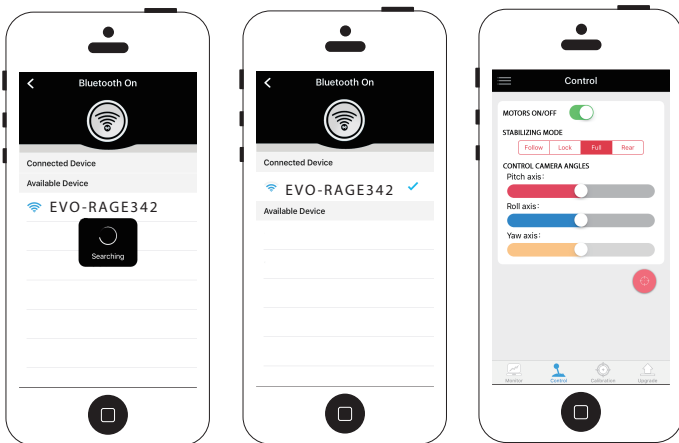 Bluetooth On
Connected Device
Available Device
EVO-RAGE342
Searching
Bluetooth On
Connected Device
EVO-RAGE342
Available Device
Control
MOTORS ON/OFF
STABILIZING MODE
Follow Lock Full Rear
CONTROL CAMERA ANGLES
Pitch axis:
Roll axis:
Yaw axis:
Monitor Control Calibration Upgrade